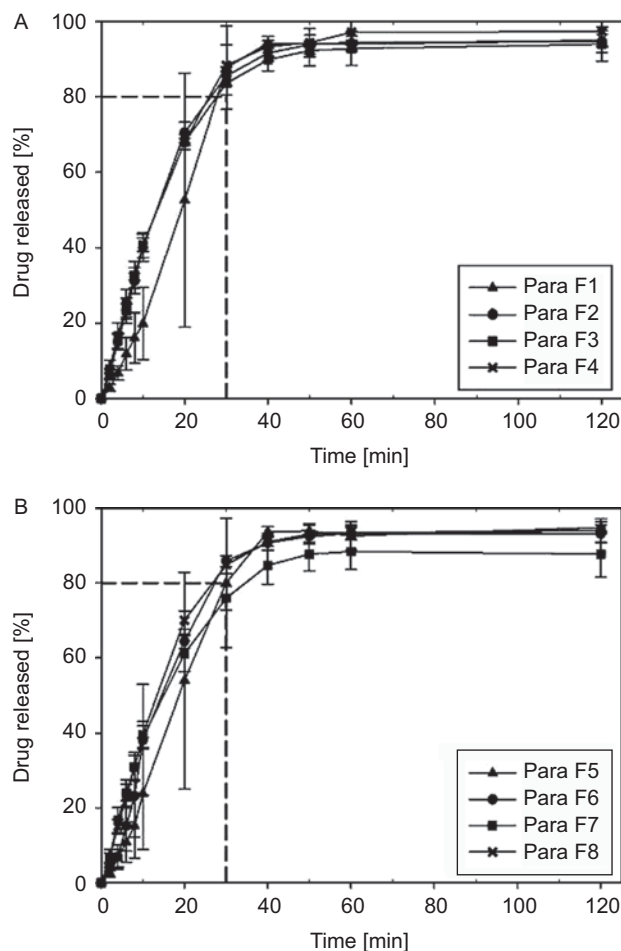 A
100
80
60
40
20
0
Drug released [%]
Para F1
Para F2
Para F3
Para F4
0 20 40 60 80 100 120
Time [min]
B
100
80
60
40
20
0
Drug released [%]
Para F5
Para F6
Para F7
Para F8
0 20 40 60 80 100 120
Time [min]